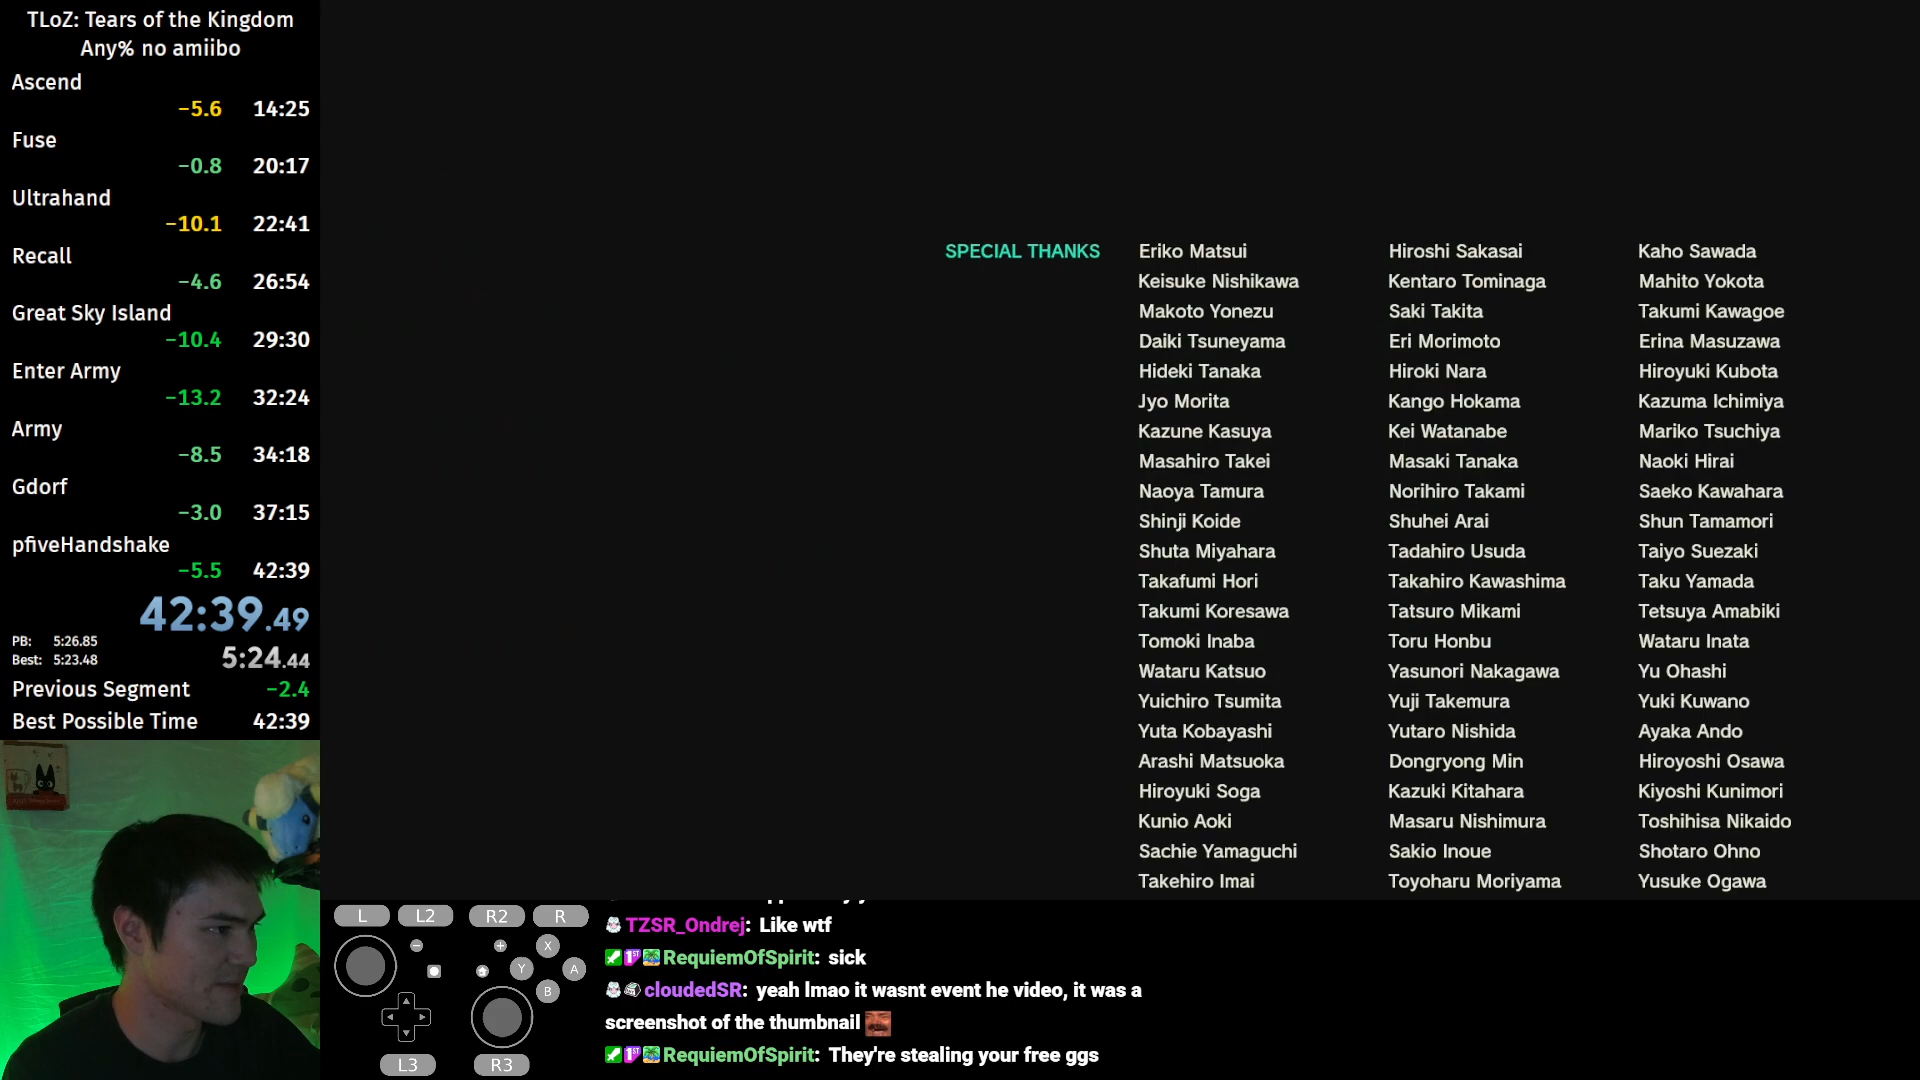 TLoZ: Tears of the Kingdom
Any% no amiibo
Ascend
−5.6 14:25
Fuse
−0.8 20:17
Ultrahand
−10.1 22:41
Recall
−4.6 26:54
Great Sky Island
−10.4 29:30
Enter Army
−13.2 32:24
Army
−8.5 34:18
Gdorf
−3.0 37:15
pfiveHandshake
−5.5 42:39
42:39.49
PB: 5:26.85
Best: 5:23.48
5:24.44
Previous Segment −2.4
Best Possible Time 42:39
SPECIAL THANKS Eriko Matsui Hiroshi Sakasai Kaho Sawada
Keisuke Nishikawa Kentaro Tominaga Mahito Yokota
Makoto Yonezu Saki Takita Takumi Kawagoe
Daiki Tsuneyama Eri Morimoto Erina Masuzawa
Hideki Tanaka Hiroki Nara Hiroyuki Kubota
Jyo Morita Kango Hokama Kazuma Ichimiya
Kazune Kasuya Kei Watanabe Mariko Tsuchiya
Masahiro Takei Masaki Tanaka Naoki Hirai
Naoya Tamura Norihiro Takami Saeko Kawahara
Shinji Koide Shuhei Arai Shun Tamamori
Shuta Miyahara Tadahiro Usuda Taiyo Suezaki
Takafumi Hori Takahiro Kawashima Taku Yamada
Takumi Koresawa Tatsuro Mikami Tetsuya Amabiki
Tomoki Inaba Toru Honbu Wataru Inata
Wataru Katsuo Yasunori Nakagawa Yu Ohashi
Yuichiro Tsumita Yuji Takemura Yuki Kuwano
Yuta Kobayashi Yutaro Nishida Ayaka Ando
Arashi Matsuoka Dongryong Min Hiroyoshi Osawa
Hiroyuki Soga Kazuki Kitahara Kiyoshi Kunimori
Kunio Aoki Masaru Nishimura Toshihisa Nikaido
Sachie Yamaguchi Sakio Inoue Shotaro Ohno
Takehiro Imai Toyoharu Moriyama Yusuke Ogawa
L L2 R2 R
X
Y A
B
L3 R3
TZSR_Ondrej: Like wtf
1ST RequiemOfSpirit: sick
cloudedSR: yeah lmao it wasnt event he video, it was a
screenshot of the thumbnail
1ST RequiemOfSpirit: They're stealing your free ggs